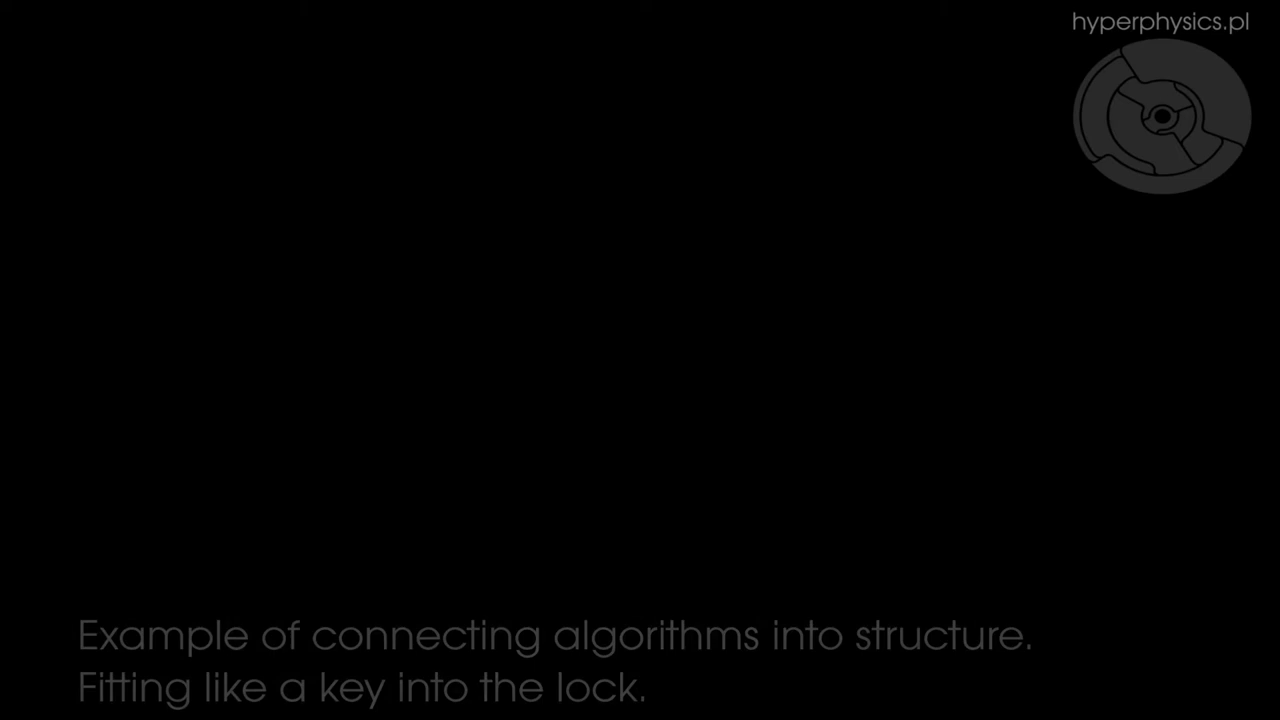 hyperphysics.pl
Example of connecting algorithms into structure.
Fitting like a key into the lock.